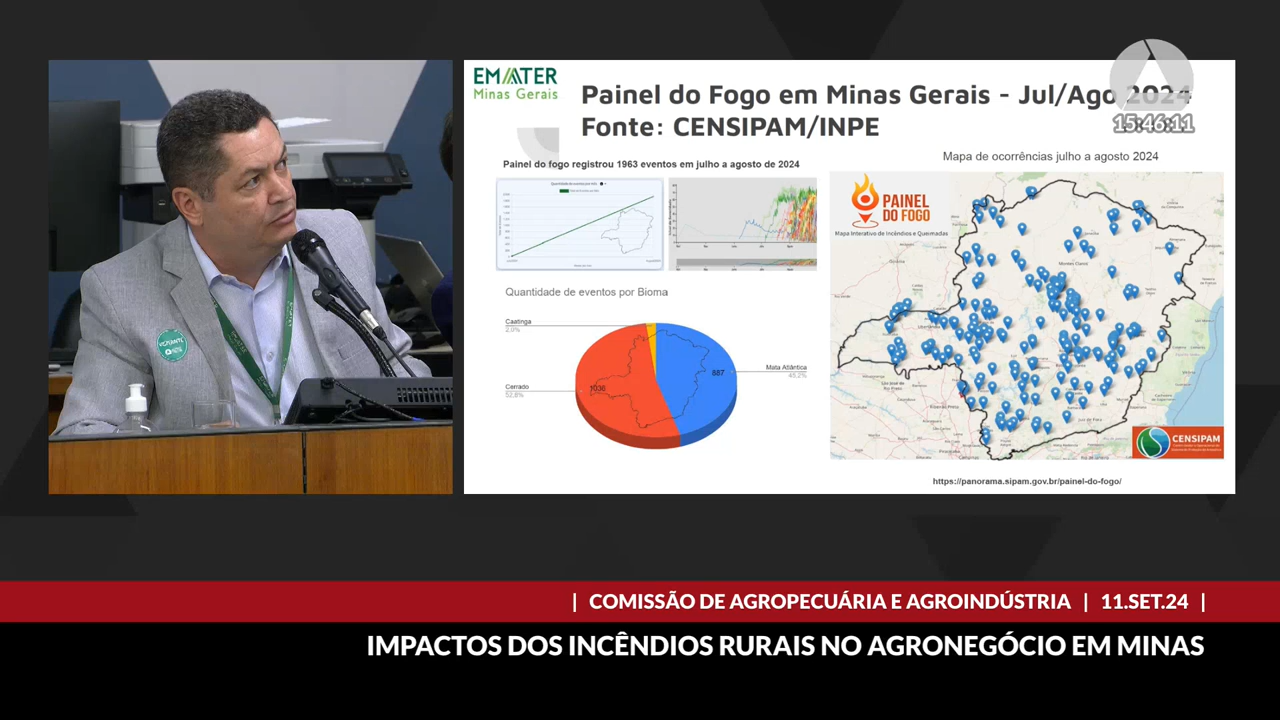 EMATER
Minas Gerais
Painel do Fogo em Minas Gerais - Jul/Ago 2024
Fonte: CENSIPAM/INPE
15:46:11
Painel do fogo registrou 1963 eventos em julho a agosto de 2024
Mapa de ocorrências julho a agosto 2024
PAINEL
DO FOGO
Mapa Interativo de Incêndios e Queimadas
Quantidade de eventos por Bioma
Caatinga
2,0%
Mata Atlântica
45,2%
887
Cerrado
52,8%
1036
Montes Claros
CENSIPAM
https://panorama.sipam.gov.br/painel-do-fogo/
VISITANTE
| COMISSÃO DE AGROPECUÁRIA E AGROINDÚSTRIA | 11.SET.24 |
IMPACTOS DOS INCÊNDIOS RURAIS NO AGRONEGÓCIO EM MINAS